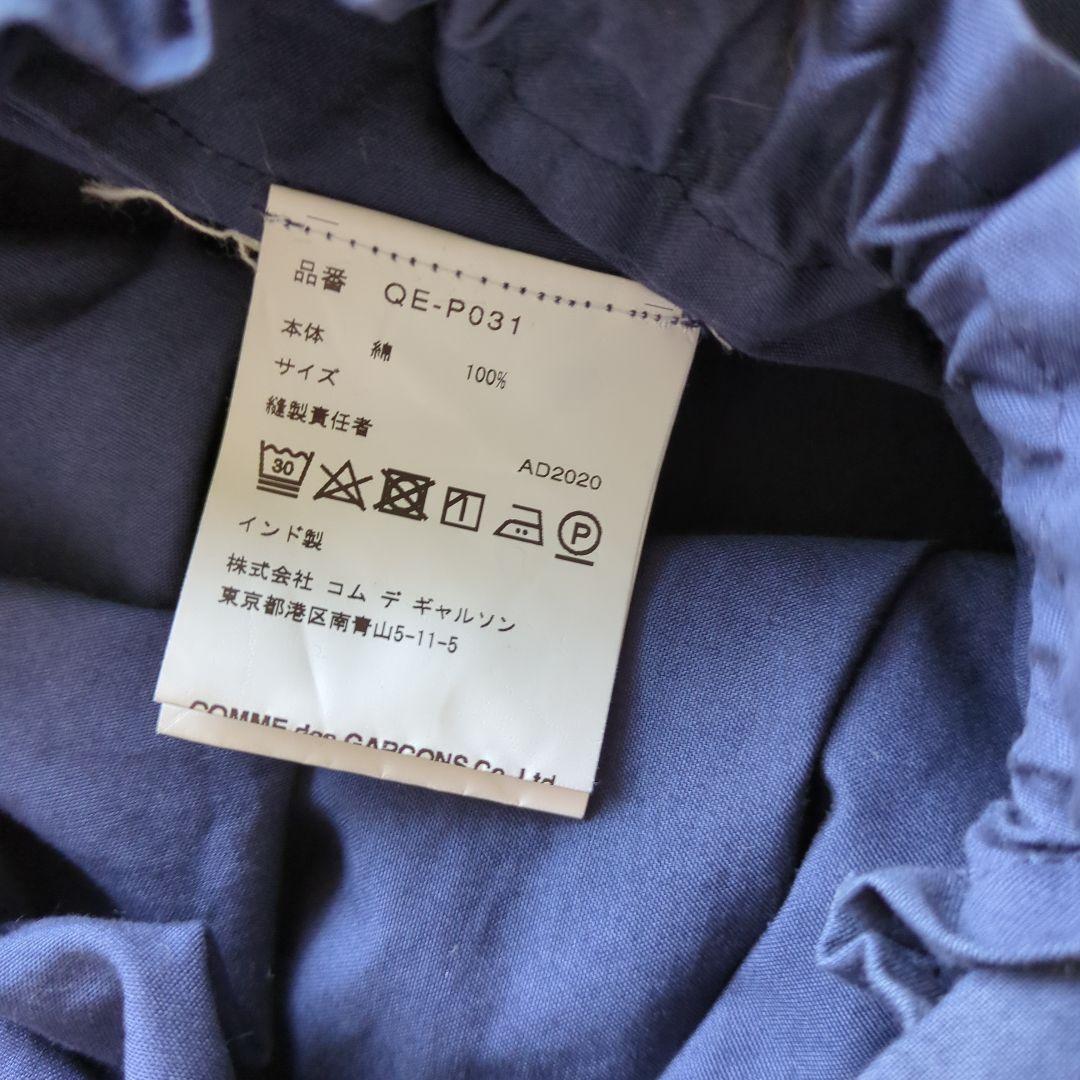 品番 QE-P031
本体 綿 100%
サイズ
縫製責任者
AD2020
30
P
インド製
株式会社 コム デ ギャルソン
東京都港区南青山5-11-5
COMME des GARCONS Co.,Ltd.